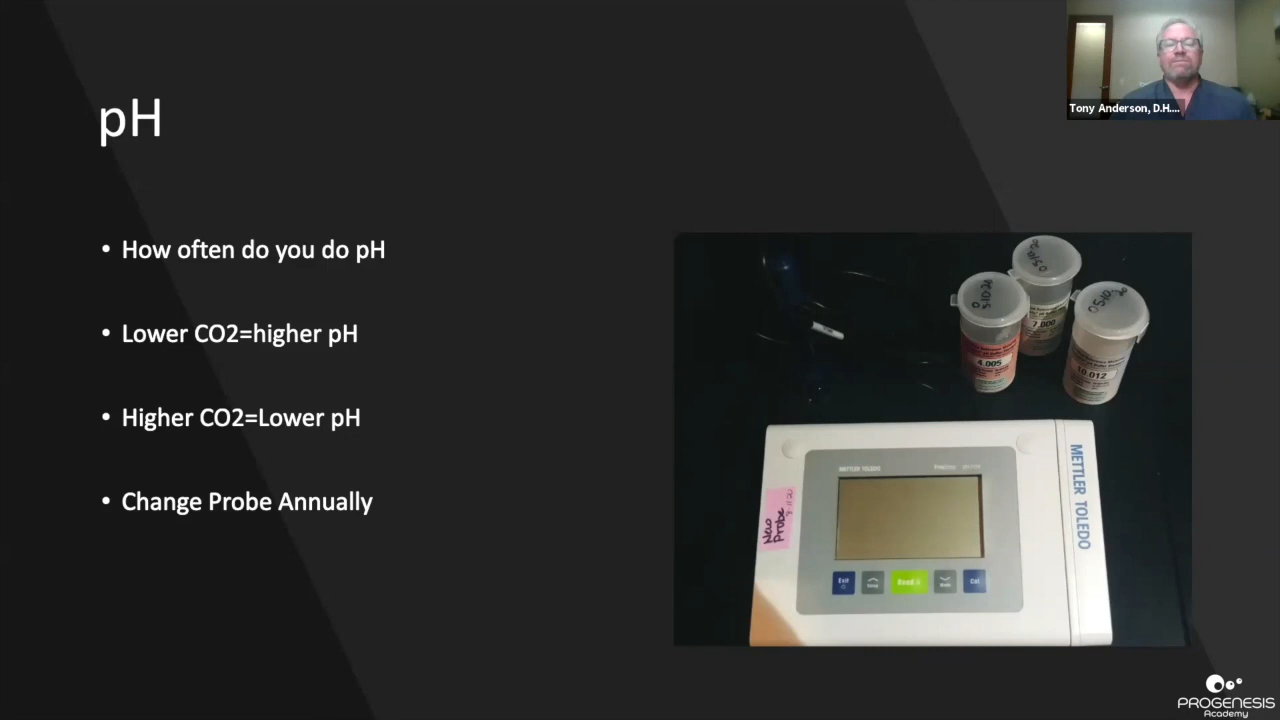 pH
Tony Anderson, D.H....
• How often do you do pH
• Lower CO2=higher pH
• Higher CO2=Lower pH
• Change Probe Annually
7.000
4.005
10.012
METTLER TOLEDO
METTLER TOLEDO
New
Probe
Exit
Read
Cal
PROGENESIS
Academy